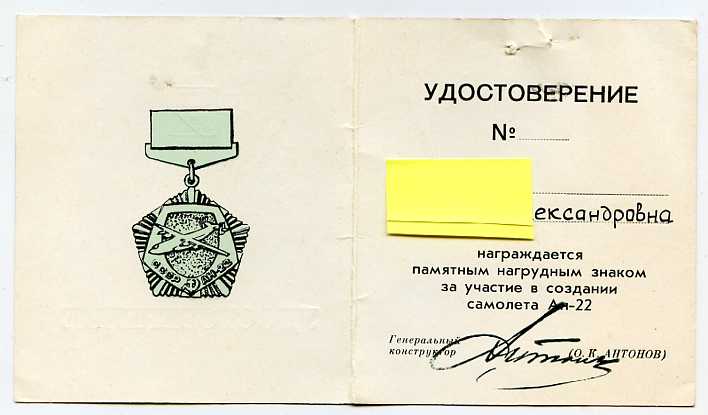 УДОСТОВЕРЕНИЕ
№
ександровна
награждается
памятным нагрудным знаком
за участие в создании
самолета Ан-22
Генеральный
конструктор
(О. К. АНТОНОВ)